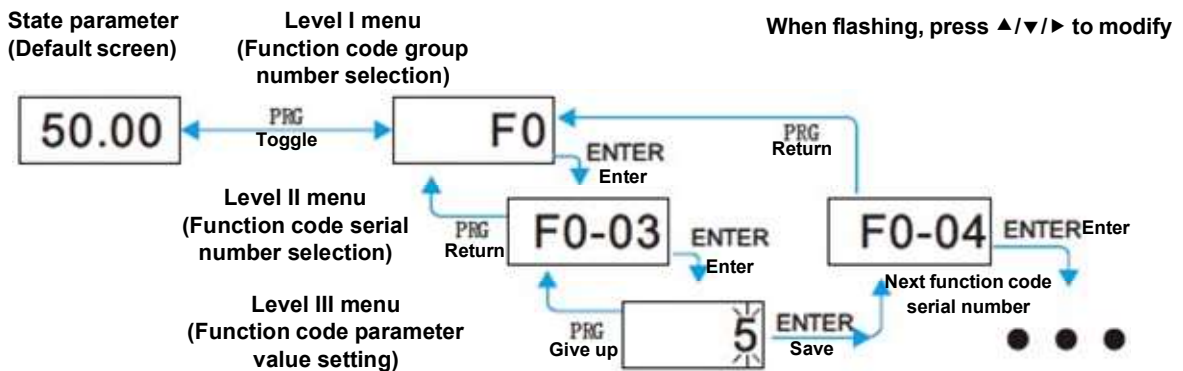 State parameter
(Default screen)
Level I menu
(Function code group
number selection)
When flashing, press ▲/▼/▶ to modify
50.00
PRG
Toggle
F0
ENTER
Enter
PRG
Return
Level II menu
(Function code serial
number selection)
PRG
Return
F0-03
ENTER
Enter
F0-04
ENTER Enter
Next function code
serial number
Level III menu
(Function code parameter
value setting)
PRG
Give up
5
ENTER
Save